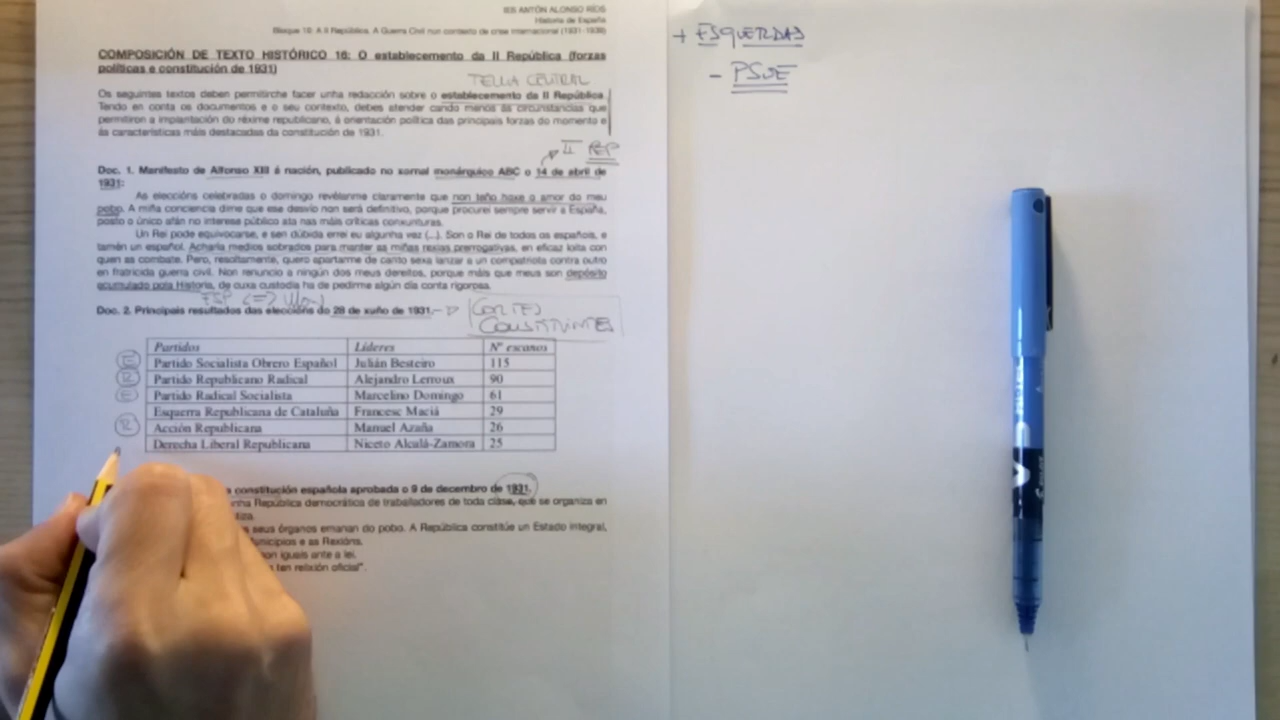 IES ANTÓN ALONSO RÍOS
Historia de España
Bloque 16: A II República. A Guerra Civil nun contexto de crise internacional (1931-1939)
COMPOSICIÓN DE TEXTO HISTÓRICO 16: O establecemento da II República (forzas
políticas e constitución de 1931)
Os seguintes textos deben permitirche facer unha redacción sobre o establecemento da II República.
Tendo en conta os documentos e o seu contexto, debes atender cando menos ás circunstancias que
permitiron a implantación do réxime republicano, á orientación política das principais forzas do momento e
ás características máis destacadas da constitución de 1931.
II REP
Doc. 1. Manifesto de Alfonso XIII á nación, publicado no xornal monárquico ABC o 14 de abril de
1931:
As eleccións celebradas o domingo revélanme claramente que non teño hoxe o amor do meu
pobo. A miña conciencia dime que ese desvío non será definitivo, porque procurei sempre servir a España,
posto o único afán no interese público ata nas máis críticas conxunturas.
Un Rei pode equivocarse, e sen dúbida errei eu algunha vez (...). Son o Rei de todos os españois, e
tamén un español. Acharía medios sobrados para manter as miñas rexias prerrogativas, en eficaz loita con
quen as combate. Pero, resoltamente, quero apartarme de canto sexa lanzar a un compatriota contra outro
en fratricida guerra civil. Non renuncio a ningún dos meus dereitos, porque máis que meus son depósito
acumulado pola Historia, de cuxa custodia ha de pedirme algún día conta rigorosa.
Doc. 2. Principais resultados das eleccións do 28 de xuño de 1931.
CORTES
CONSTITUINTES
Partidos Líderes Nº escanos
E Partido Socialista Obrero Español Julián Besteiro 115
R Partido Republicano Radical Alejandro Lerroux 90
E Partido Radical Socialista Marcelino Domingo 61
Esquerra Republicana de Cataluña Francesc Maciá 29
R Acción Republicana Manuel Azaña 26
Derecha Liberal Republicana Niceto Alcalá-Zamora 25
a constitución española aprobada o 9 de decembro de 1931.
nha República democrática de traballadores de toda clase, que se organiza en
tiza.
s seus órganos emanan do pobo. A República constitúe un Estado integral,
unicipios e as Rexións.
on iguais ante a lei.
n ten relixión oficial".
+ ESQUERDAS
- PSOE
PILOT
V